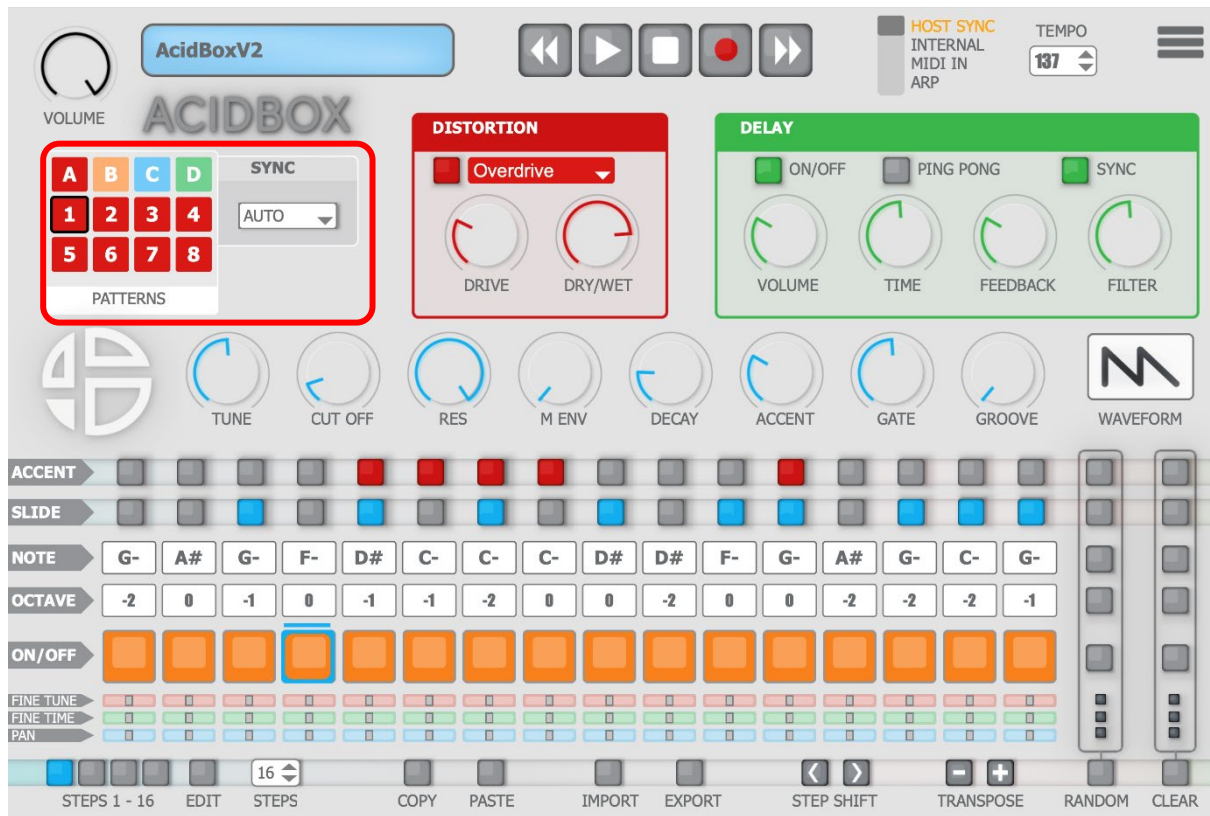 AcidBoxV2
HOST SYNC
INTERNAL
MIDI IN
ARP
TEMPO
137
VOLUME
ACIDBOX
A B C D
1 2 3 4
5 6 7 8
PATTERNS
SYNC
AUTO
DISTORTION
Overdrive
DRIVE DRY/WET
DELAY
ON/OFF PING PONG SYNC
VOLUME TIME FEEDBACK FILTER
TUNE CUT OFF RES M ENV DECAY ACCENT GATE GROOVE WAVEFORM
ACCENT
SLIDE
NOTE G- A# G- F- D# C- C- C- D# D# F- G- A# G- C- G-
OCTAVE -2 0 -1 0 -1 -1 -2 0 0 -2 0 0 -2 -2 -2 -1
ON/OFF
FINE TUNE
FINE TIME
PAN
16
STEPS 1 - 16 EDIT STEPS COPY PASTE IMPORT EXPORT STEP SHIFT TRANSPOSE RANDOM CLEAR